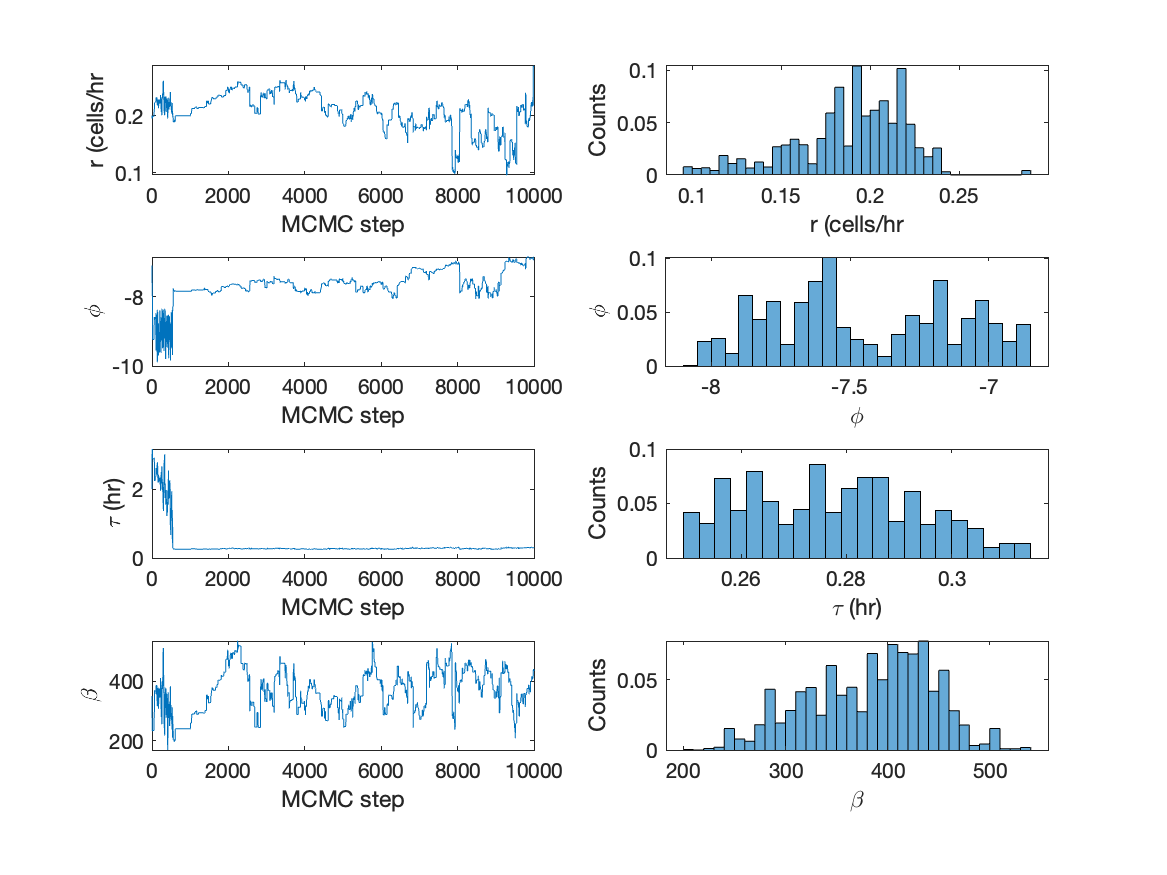 r (cells/hr
0.2
0.1
0 2000 4000 6000 8000 10000
MCMC step
Counts
0.1
0.05
0
0.1 0.15 0.2 0.25
r (cells/hr
ϕ
-8
-10
0 2000 4000 6000 8000 10000
MCMC step
ϕ
0.1
0.05
0
-8 -7.5 -7
ϕ
τ (hr)
2
0
0 2000 4000 6000 8000 10000
MCMC step
Counts
0.1
0.05
0
0.26 0.28 0.3
τ (hr)
β
400
200
0 2000 4000 6000 8000 10000
MCMC step
Counts
0.05
0
200 300 400 500
β